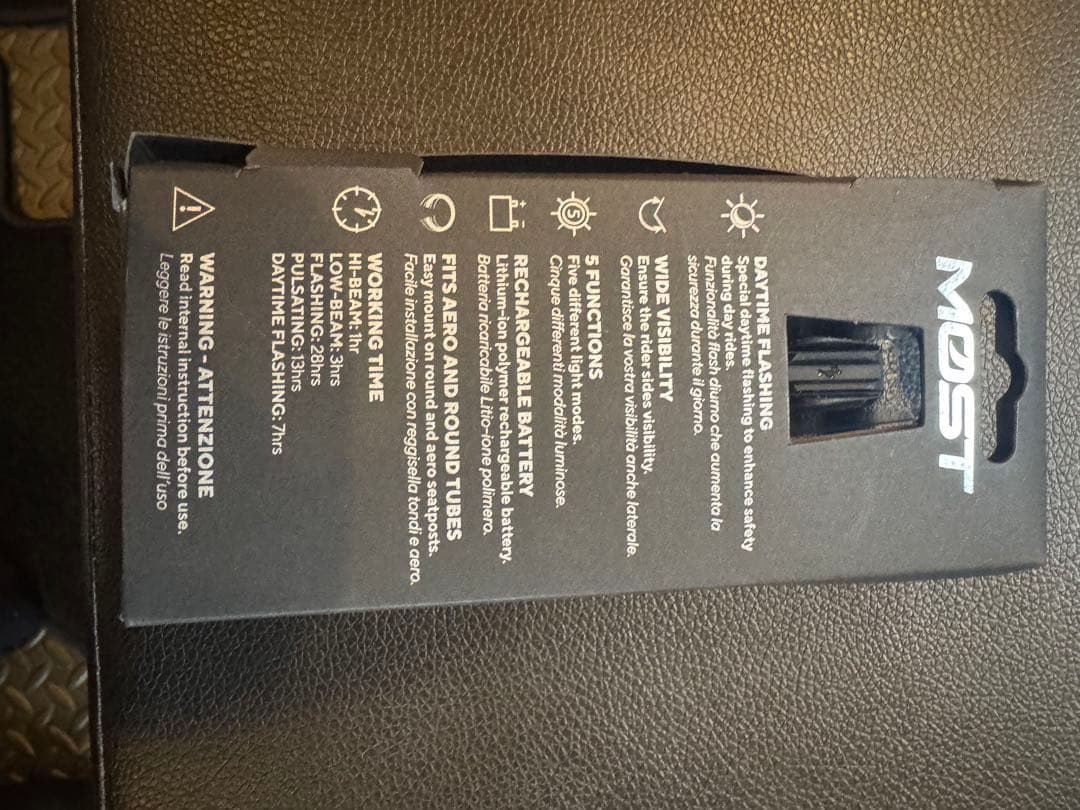 MOST
DAYTIME FLASHING
Special daytime flashing to enhance safety
during day rides.
Funzionalità flash diurno che aumenta la
sicurezza durante il giorno.
WIDE VISIBILITY
Ensure the rider sides visibility.
Garantisce la vostra visibilità anche laterale.
5
5 FUNCTIONS
Five different light modes.
Cinque differenti modalità luminose.
RECHARGEABLE BATTERY
Lithium-ion polymer rechargeable battery.
Batteria ricaricabile Litio-ione polimero.
FITS AERO AND ROUND TUBES
Easy mount on round and aero seatposts.
Facile installazione con reggisella tondi e aero.
WORKING TIME
HI-BEAM: 1hr
LOW-BEAM: 3hrs
FLASHING: 28hrs
PULSATING: 13hrs
DAYTIME FLASHING: 7hrs
WARNING - ATTENZIONE
Read internal instruction before use.
Leggere le istruzioni prima dell'uso